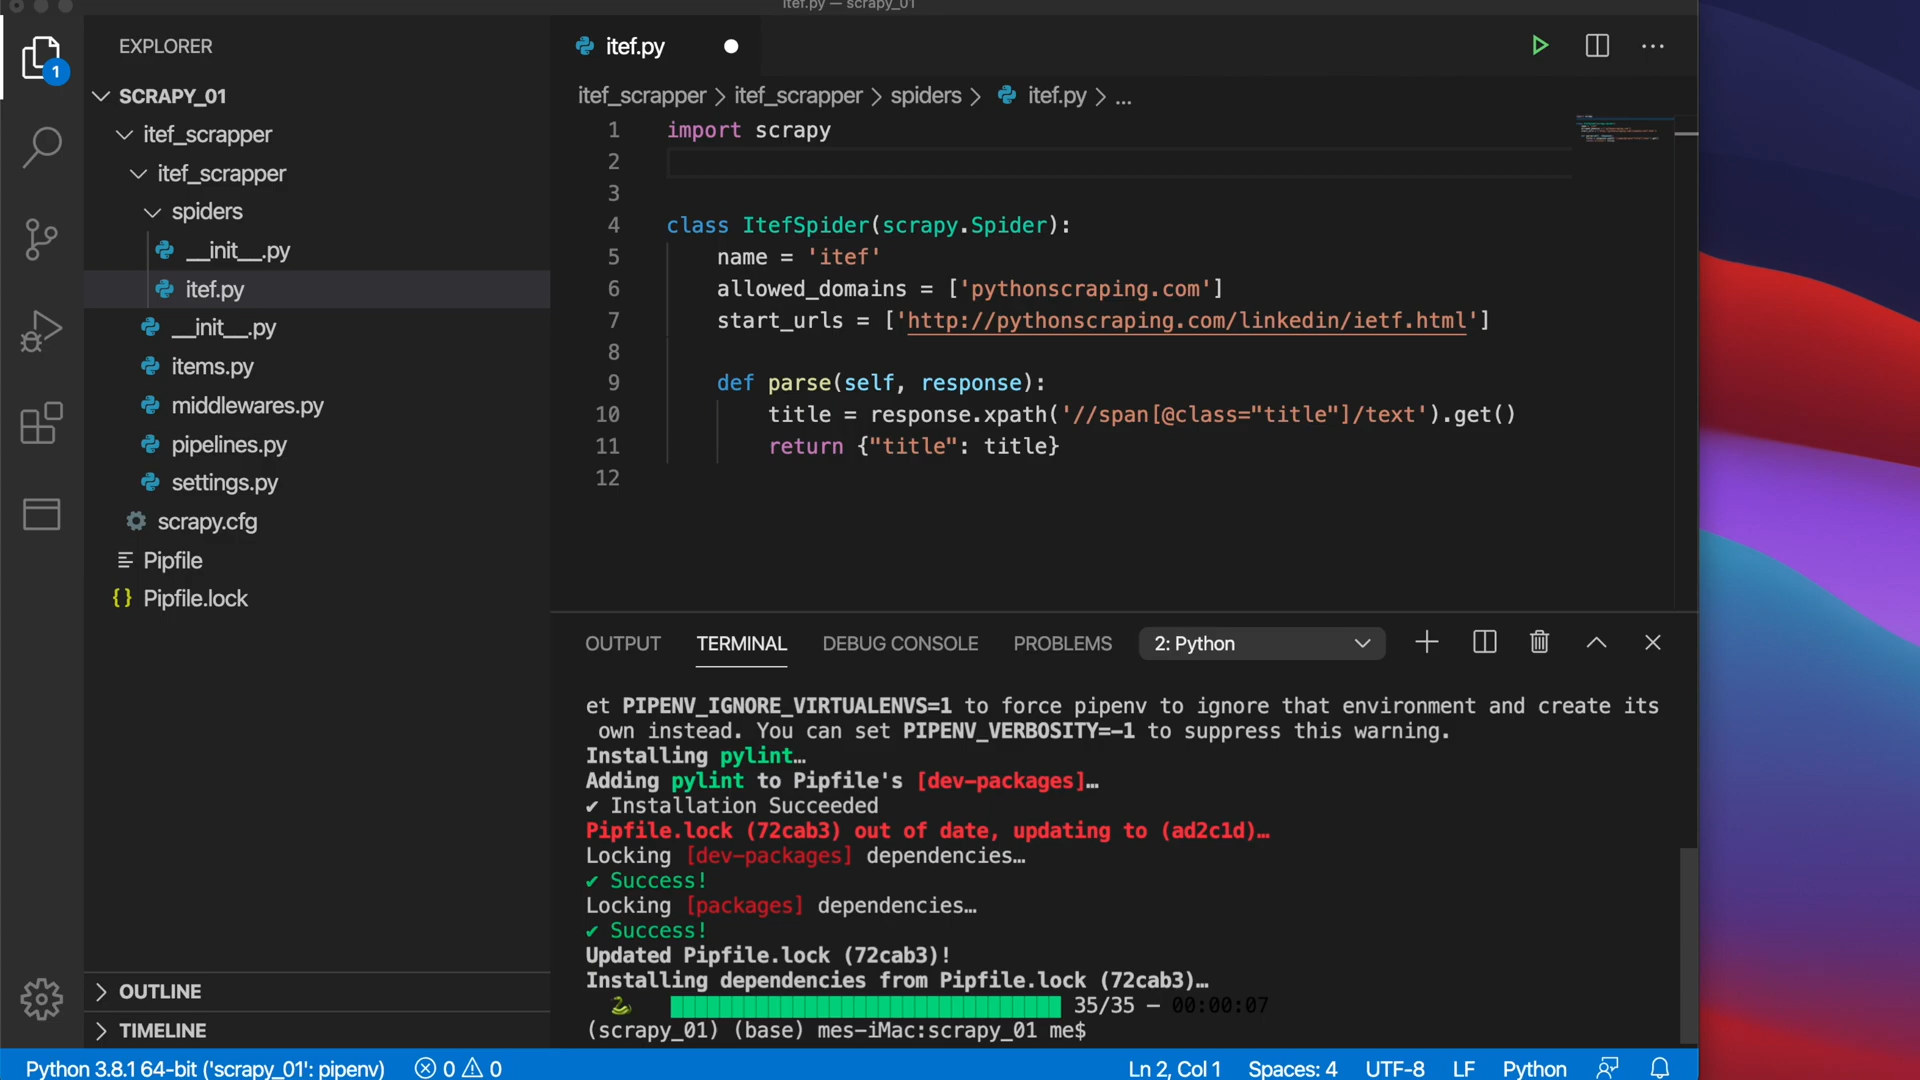 itef.py — scrapy_01
EXPLORER
1
SCRAPY_01
itef_scrapper
itef_scrapper
spiders
__init__.py
itef.py
__init__.py
items.py
middlewares.py
pipelines.py
settings.py
scrapy.cfg
Pipfile
{} Pipfile.lock
OUTLINE
TIMELINE
itef.py
itef_scrapper > itef_scrapper > spiders > itef.py > ...
1 import scrapy
2
3
4 class ItefSpider(scrapy.Spider):
5 name = 'itef'
6 allowed_domains = ['pythonscraping.com']
7 start_urls = ['http://pythonscraping.com/linkedin/ietf.html']
8
9 def parse(self, response):
10 title = response.xpath('//span[@class="title"]/text').get()
11 return {"title": title}
12
OUTPUT TERMINAL DEBUG CONSOLE PROBLEMS 2: Python
et PIPENV_IGNORE_VIRTUALENVS=1 to force pipenv to ignore that environment and create its
own instead. You can set PIPENV_VERBOSITY=-1 to suppress this warning.
Installing pylint…
Adding pylint to Pipfile's [dev-packages]…
✔ Installation Succeeded
Pipfile.lock (72cab3) out of date, updating to (ad2c1d)…
Locking [dev-packages] dependencies…
✔ Success!
Locking [packages] dependencies…
✔ Success!
Updated Pipfile.lock (72cab3)!
Installing dependencies from Pipfile.lock (72cab3)…
35/35 — 00:00:07
(scrapy_01) (base) mes-iMac:scrapy_01 me$
Python 3.8.1 64-bit ('scrapy_01': pipenv) 0 0 Ln 2, Col 1 Spaces: 4 UTF-8 LF Python